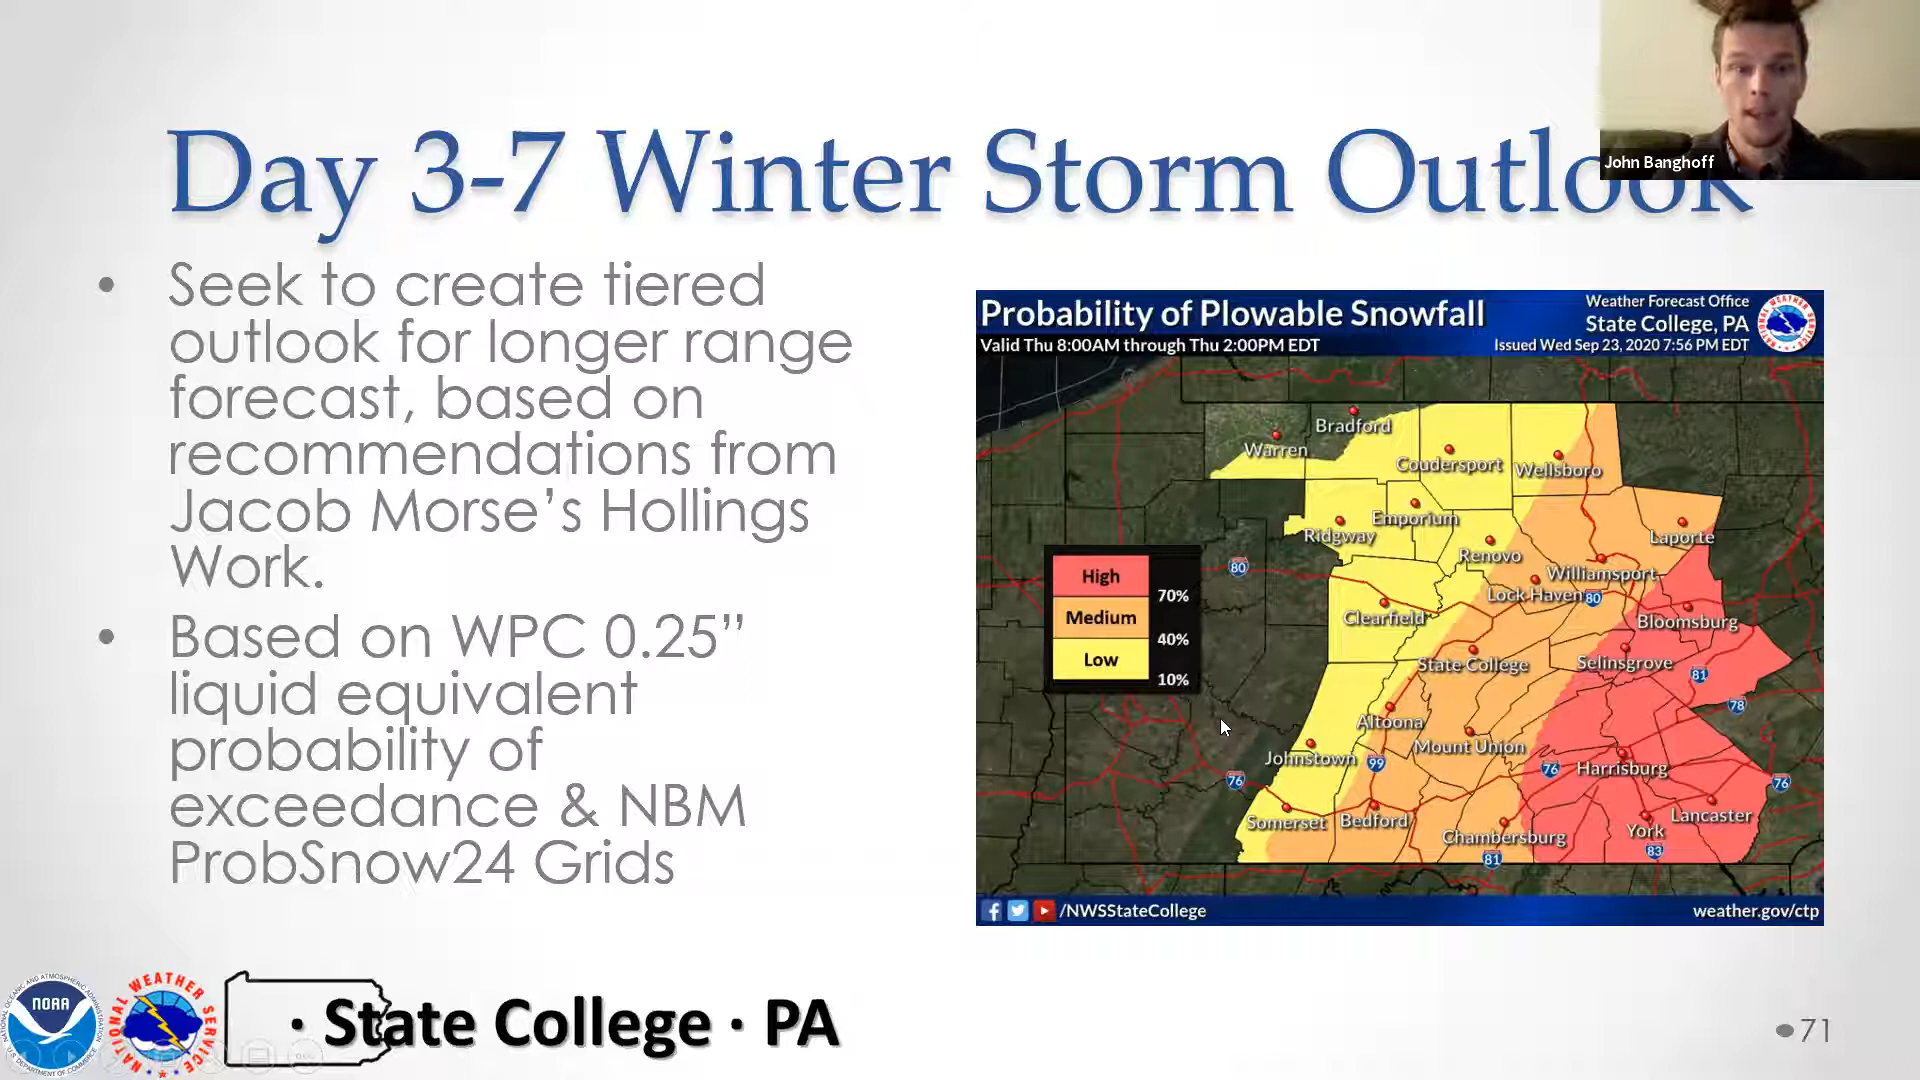 John Banghoff
Day 3-7 Winter Storm Outlook
• Seek to create tiered
outlook for longer range
forecast, based on
recommendations from
Jacob Morse’s Hollings
Work.
• Based on WPC 0.25”
liquid equivalent
probability of
exceedance & NBM
ProbSnow24 Grids
Probability of Plowable Snowfall
Valid Thu 8:00AM through Thu 2:00PM EDT
Weather Forecast Office
State College, PA
Issued Wed Sep 23, 2020 7:56 PM EDT
Bradford
Warren
Coudersport
Wellsboro
Emporium
Ridgway
Laporte
Renovo
80
Williamsport
Lock Haven
80
High
70%
Medium
40%
Low
10%
Clearfield
Bloomsburg
State College
Selinsgrove
81
78
Altoona
Mount Union
Johnstown
99
76
Harrisburg
76
76
Somerset
Bedford
Chambersburg
York
Lancaster
81
83
/NWSStateCollege
weather.gov/ctp
NOAA
NATIONAL WEATHER SERVICE
· State College · PA
71